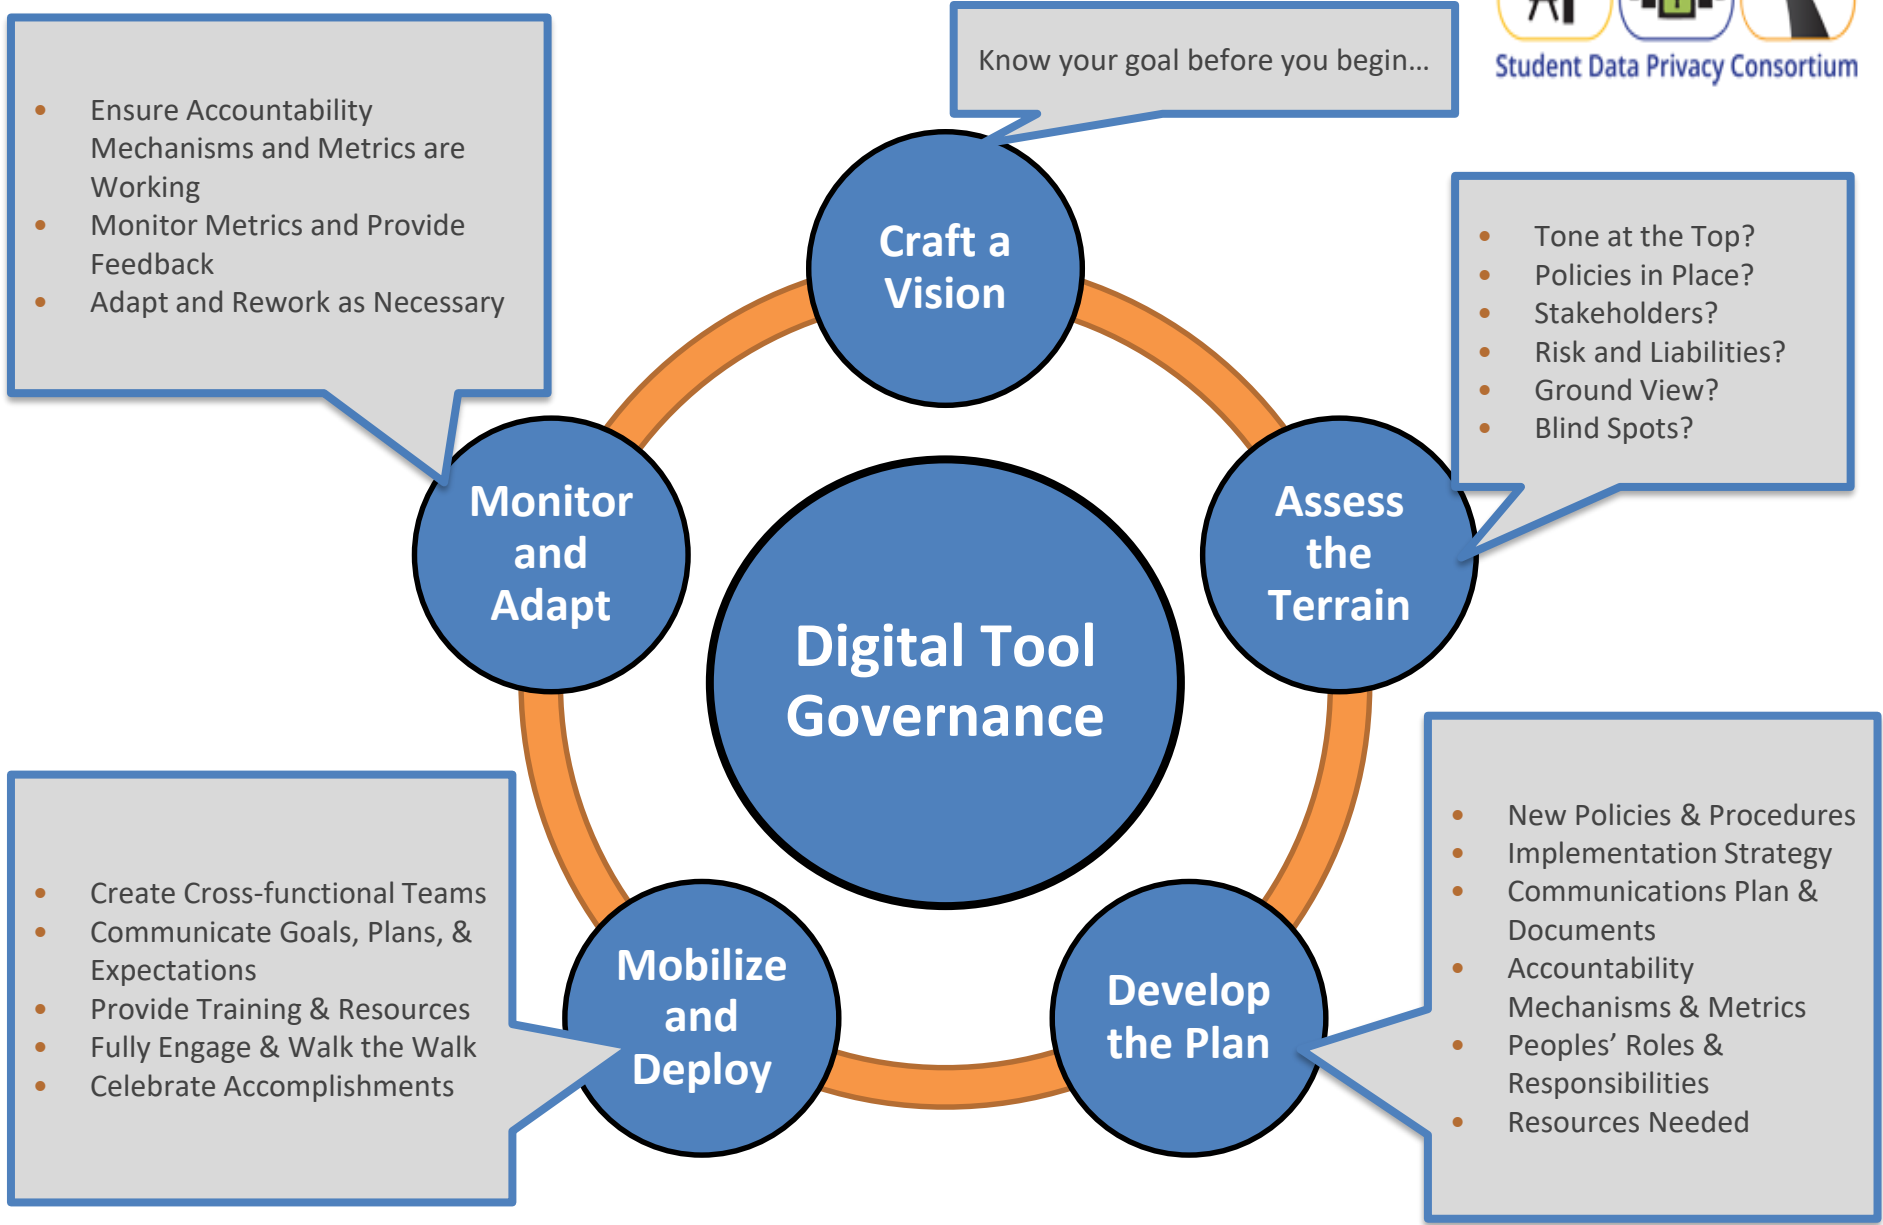 Student Data Privacy Consortium
Know your goal before you begin…
• Ensure Accountability
Mechanisms and Metrics are
Working
• Monitor Metrics and Provide
Feedback
• Adapt and Rework as Necessary
Craft a
Vision
• Tone at the Top?
• Policies in Place?
• Stakeholders?
• Risk and Liabilities?
• Ground View?
• Blind Spots?
Monitor
and
Adapt
Assess
the
Terrain
Digital Tool
Governance
• Create Cross-functional Teams
• Communicate Goals, Plans, &
Expectations
• Provide Training & Resources
• Fully Engage & Walk the Walk
• Celebrate Accomplishments
Mobilize
and
Deploy
Develop
the Plan
• New Policies & Procedures
• Implementation Strategy
• Communications Plan &
Documents
• Accountability
Mechanisms & Metrics
• Peoples’ Roles &
Responsibilities
• Resources Needed